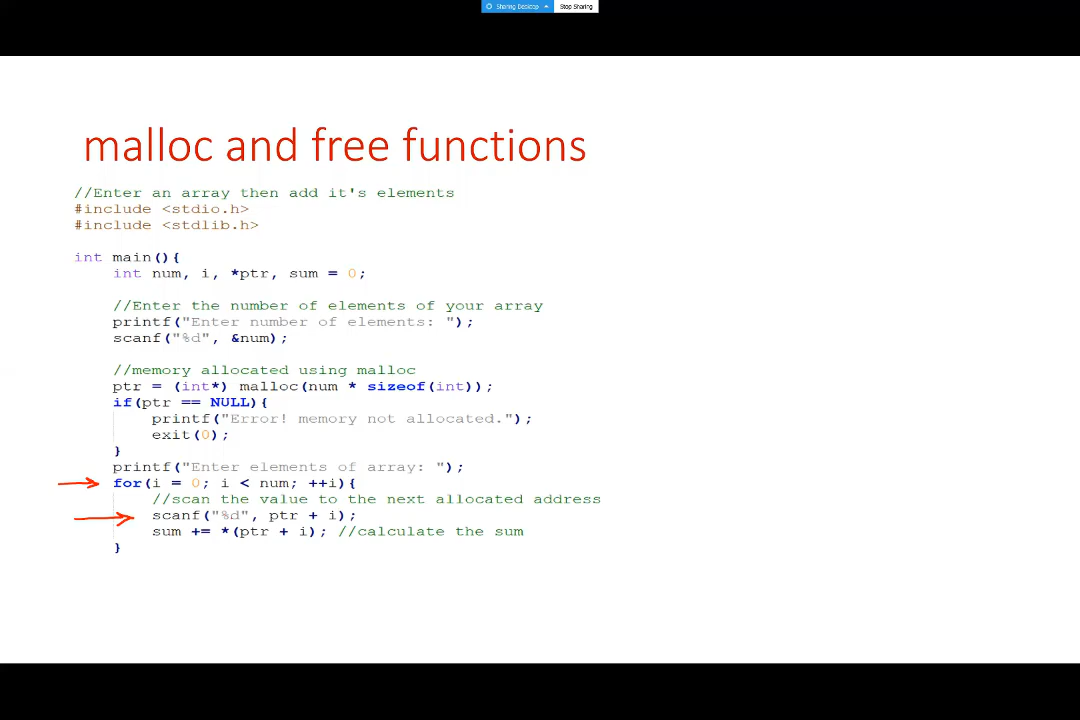 Sharing Desktop Stop Sharing
malloc and free functions
//Enter an array then add it's elements
#include <stdio.h>
#include <stdlib.h>
int main(){
int num, i, *ptr, sum = 0;
//Enter the number of elements of your array
printf("Enter number of elements: ");
scanf("%d", &num);
//memory allocated using malloc
ptr = (int*) malloc(num * sizeof(int));
if(ptr == NULL){
printf("Error! memory not allocated.");
exit(0);
}
printf("Enter elements of array: ");
for(i = 0; i < num; ++i){
//scan the value to the next allocated address
scanf("%d", ptr + i);
sum += *(ptr + i); //calculate the sum
}